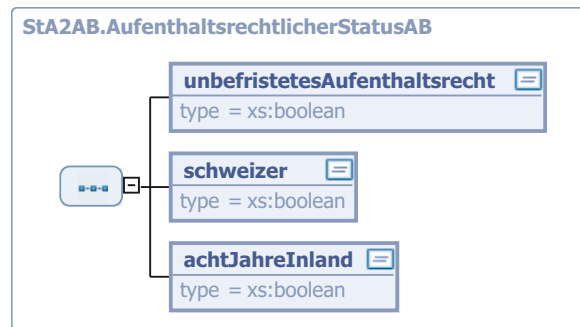 StA2AB.AufenthaltsrechtlicherStatusAB
unbefristetesAufenthaltsrecht
type = xs:boolean
schweizer
type = xs:boolean
achtJahreInland
type = xs:boolean